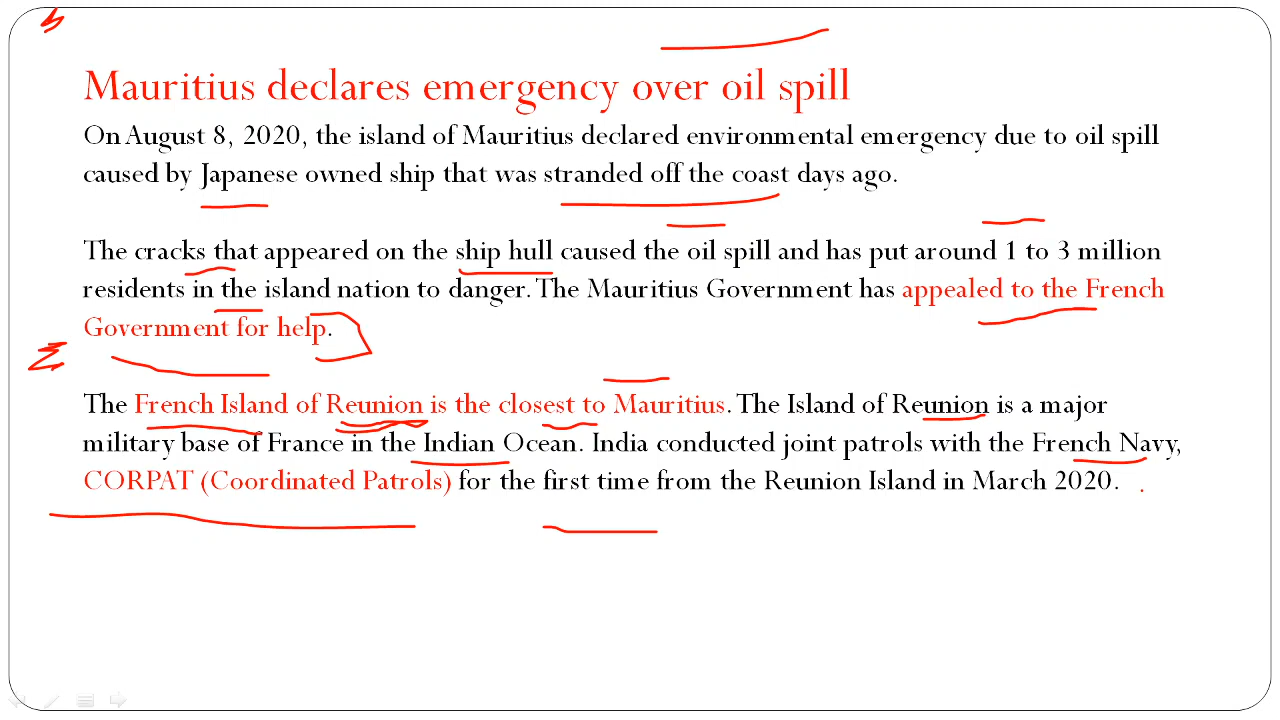 Mauritius declares emergency over oil spill
On August 8, 2020, the island of Mauritius declared environmental emergency due to oil spill
caused by Japanese owned ship that was stranded off the coast days ago.
The cracks that appeared on the ship hull caused the oil spill and has put around 1 to 3 million
residents in the island nation to danger. The Mauritius Government has appealed to the French
Government for help.
The French Island of Reunion is the closest to Mauritius. The Island of Reunion is a major
military base of France in the Indian Ocean. India conducted joint patrols with the French Navy,
CORPAT (Coordinated Patrols) for the first time from the Reunion Island in March 2020.